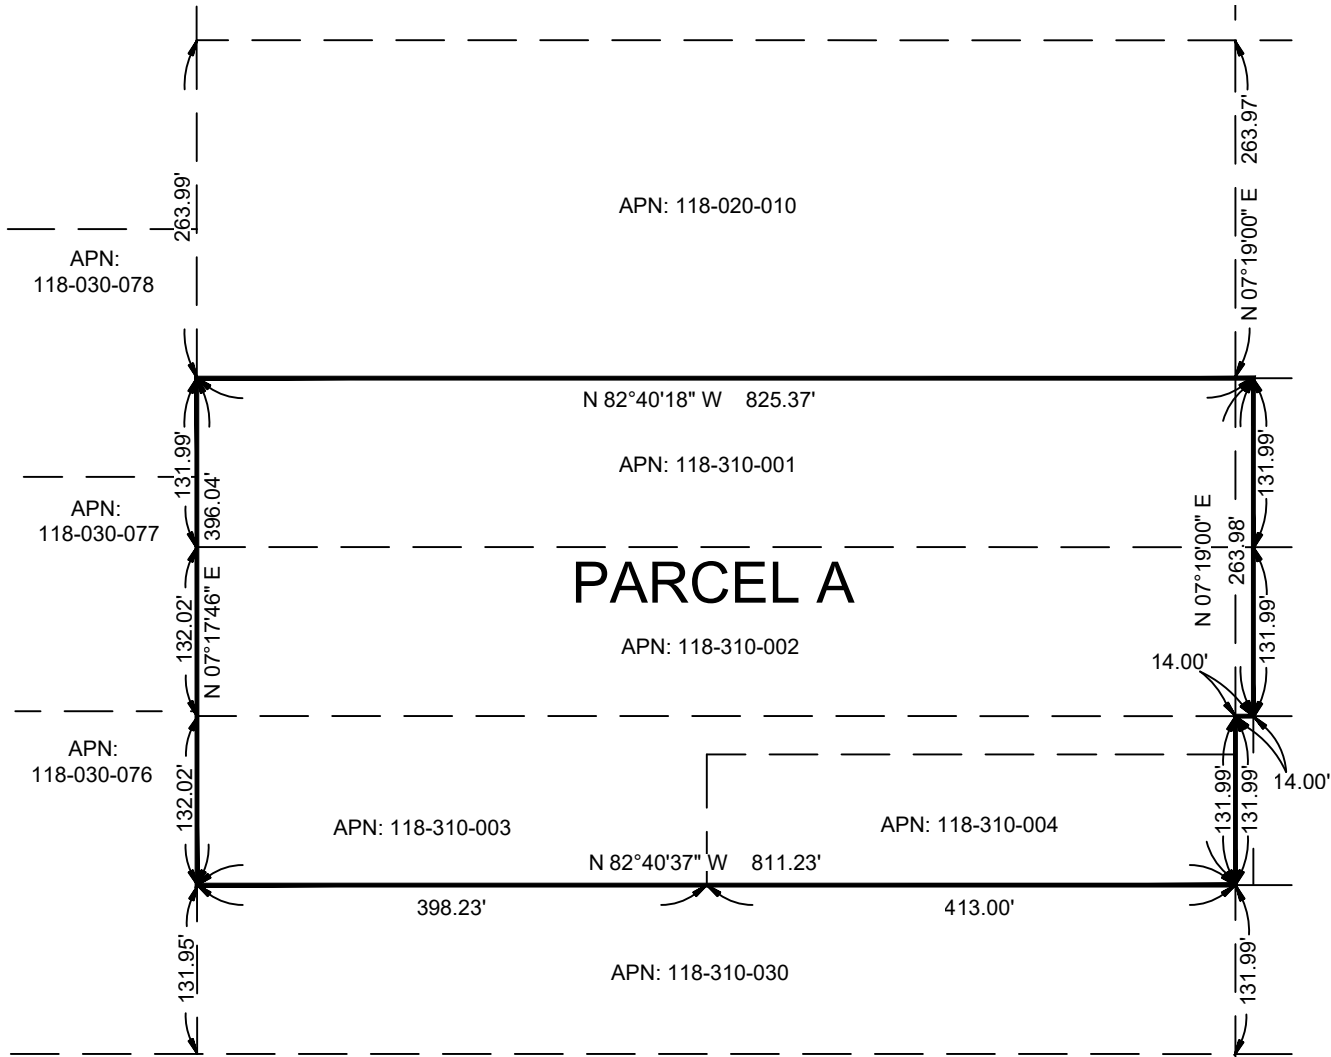 263.97'
N 07°19'00" E
263.99'
APN: 118-020-010
APN:
118-030-078
N 82°40'18" W 825.37'
131.99'
396.04'
N 07°17'46" E
APN: 118-310-001
131.99'
N 07°19'00" E
263.98'
APN:
118-030-077
PARCEL A
132.02'
APN: 118-310-002
131.99'
14.00'
APN:
118-030-076
132.02'
14.00'
131.99'
131.99'
APN: 118-310-003
APN: 118-310-004
N 82°40'37" W 811.23'
398.23'
413.00'
131.95'
APN: 118-310-030
131.99'